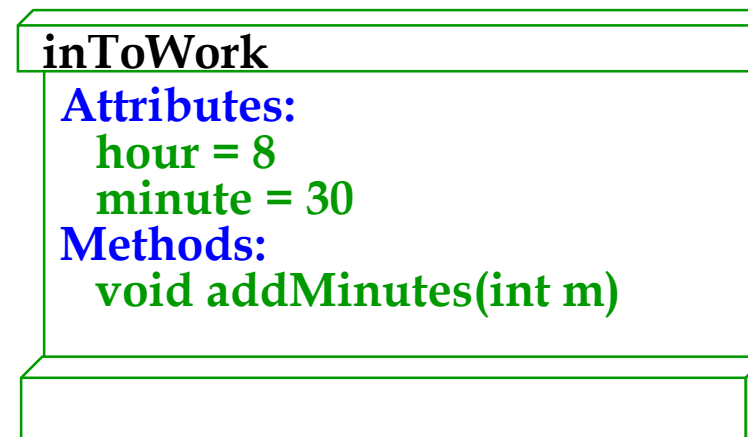 inToWork
Attributes:
hour = 8
minute = 30
Methods:
void addMinutes(int m)